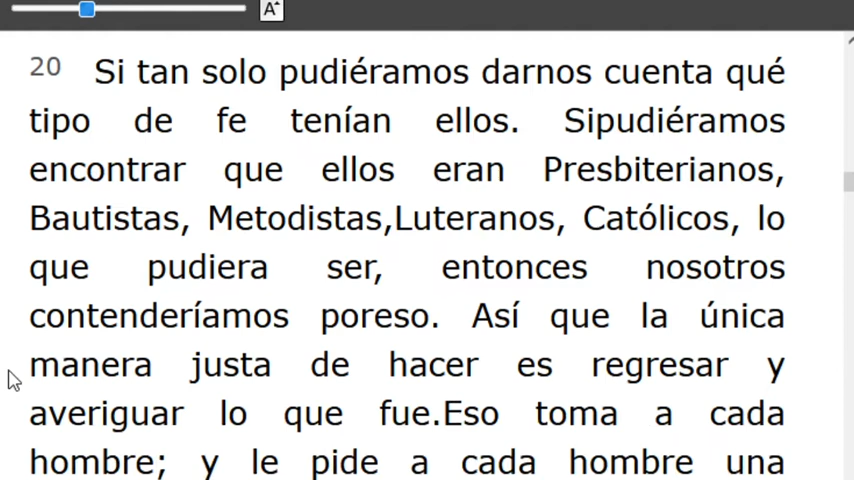 A
20 Si tan solo pudiéramos darnos cuenta qué
tipo de fe tenían ellos. Sipudiéramos
encontrar que ellos eran Presbiterianos,
Bautistas, Metodistas,Luteranos, Católicos, lo
que pudiera ser, entonces nosotros
contenderíamos poreso. Así que la única
manera justa de hacer es regresar y
averiguar lo que fue.Eso toma a cada
hombre; y le pide a cada hombre una